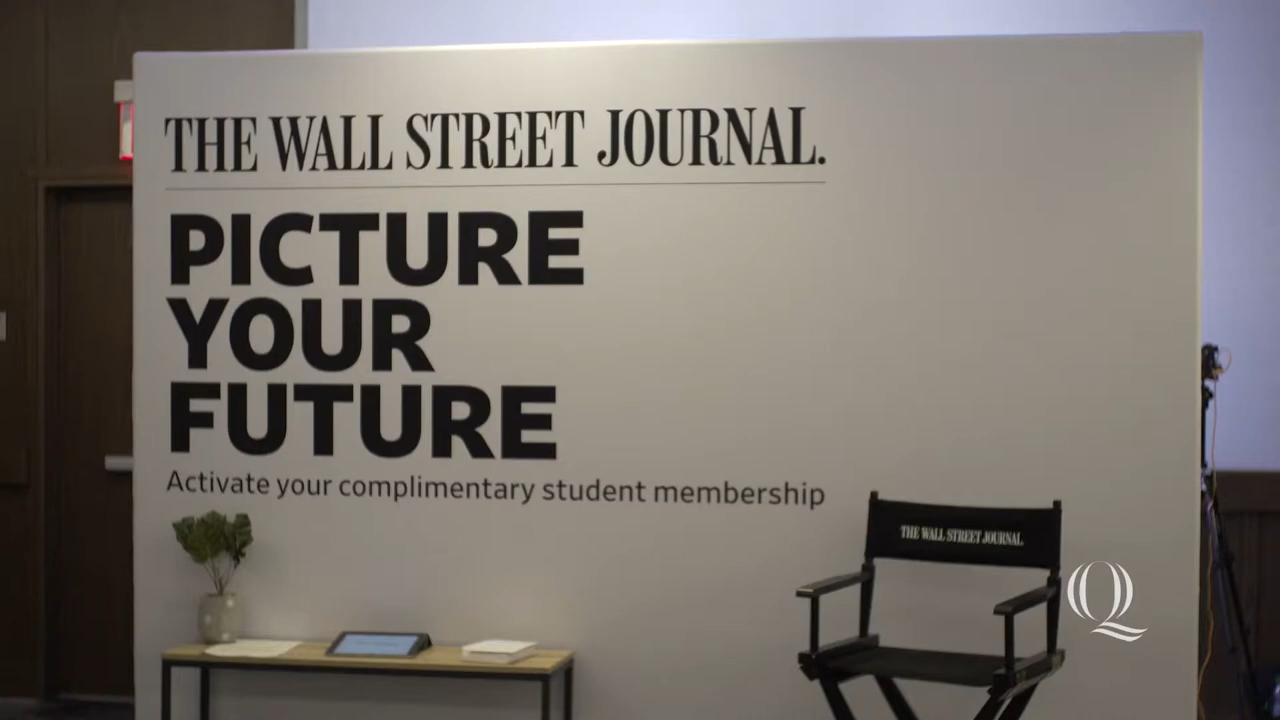 THE WALL STREET JOURNAL.
PICTURE
YOUR
FUTURE
Activate your complimentary student membership
THE WALL STREET JOURNAL.
Q